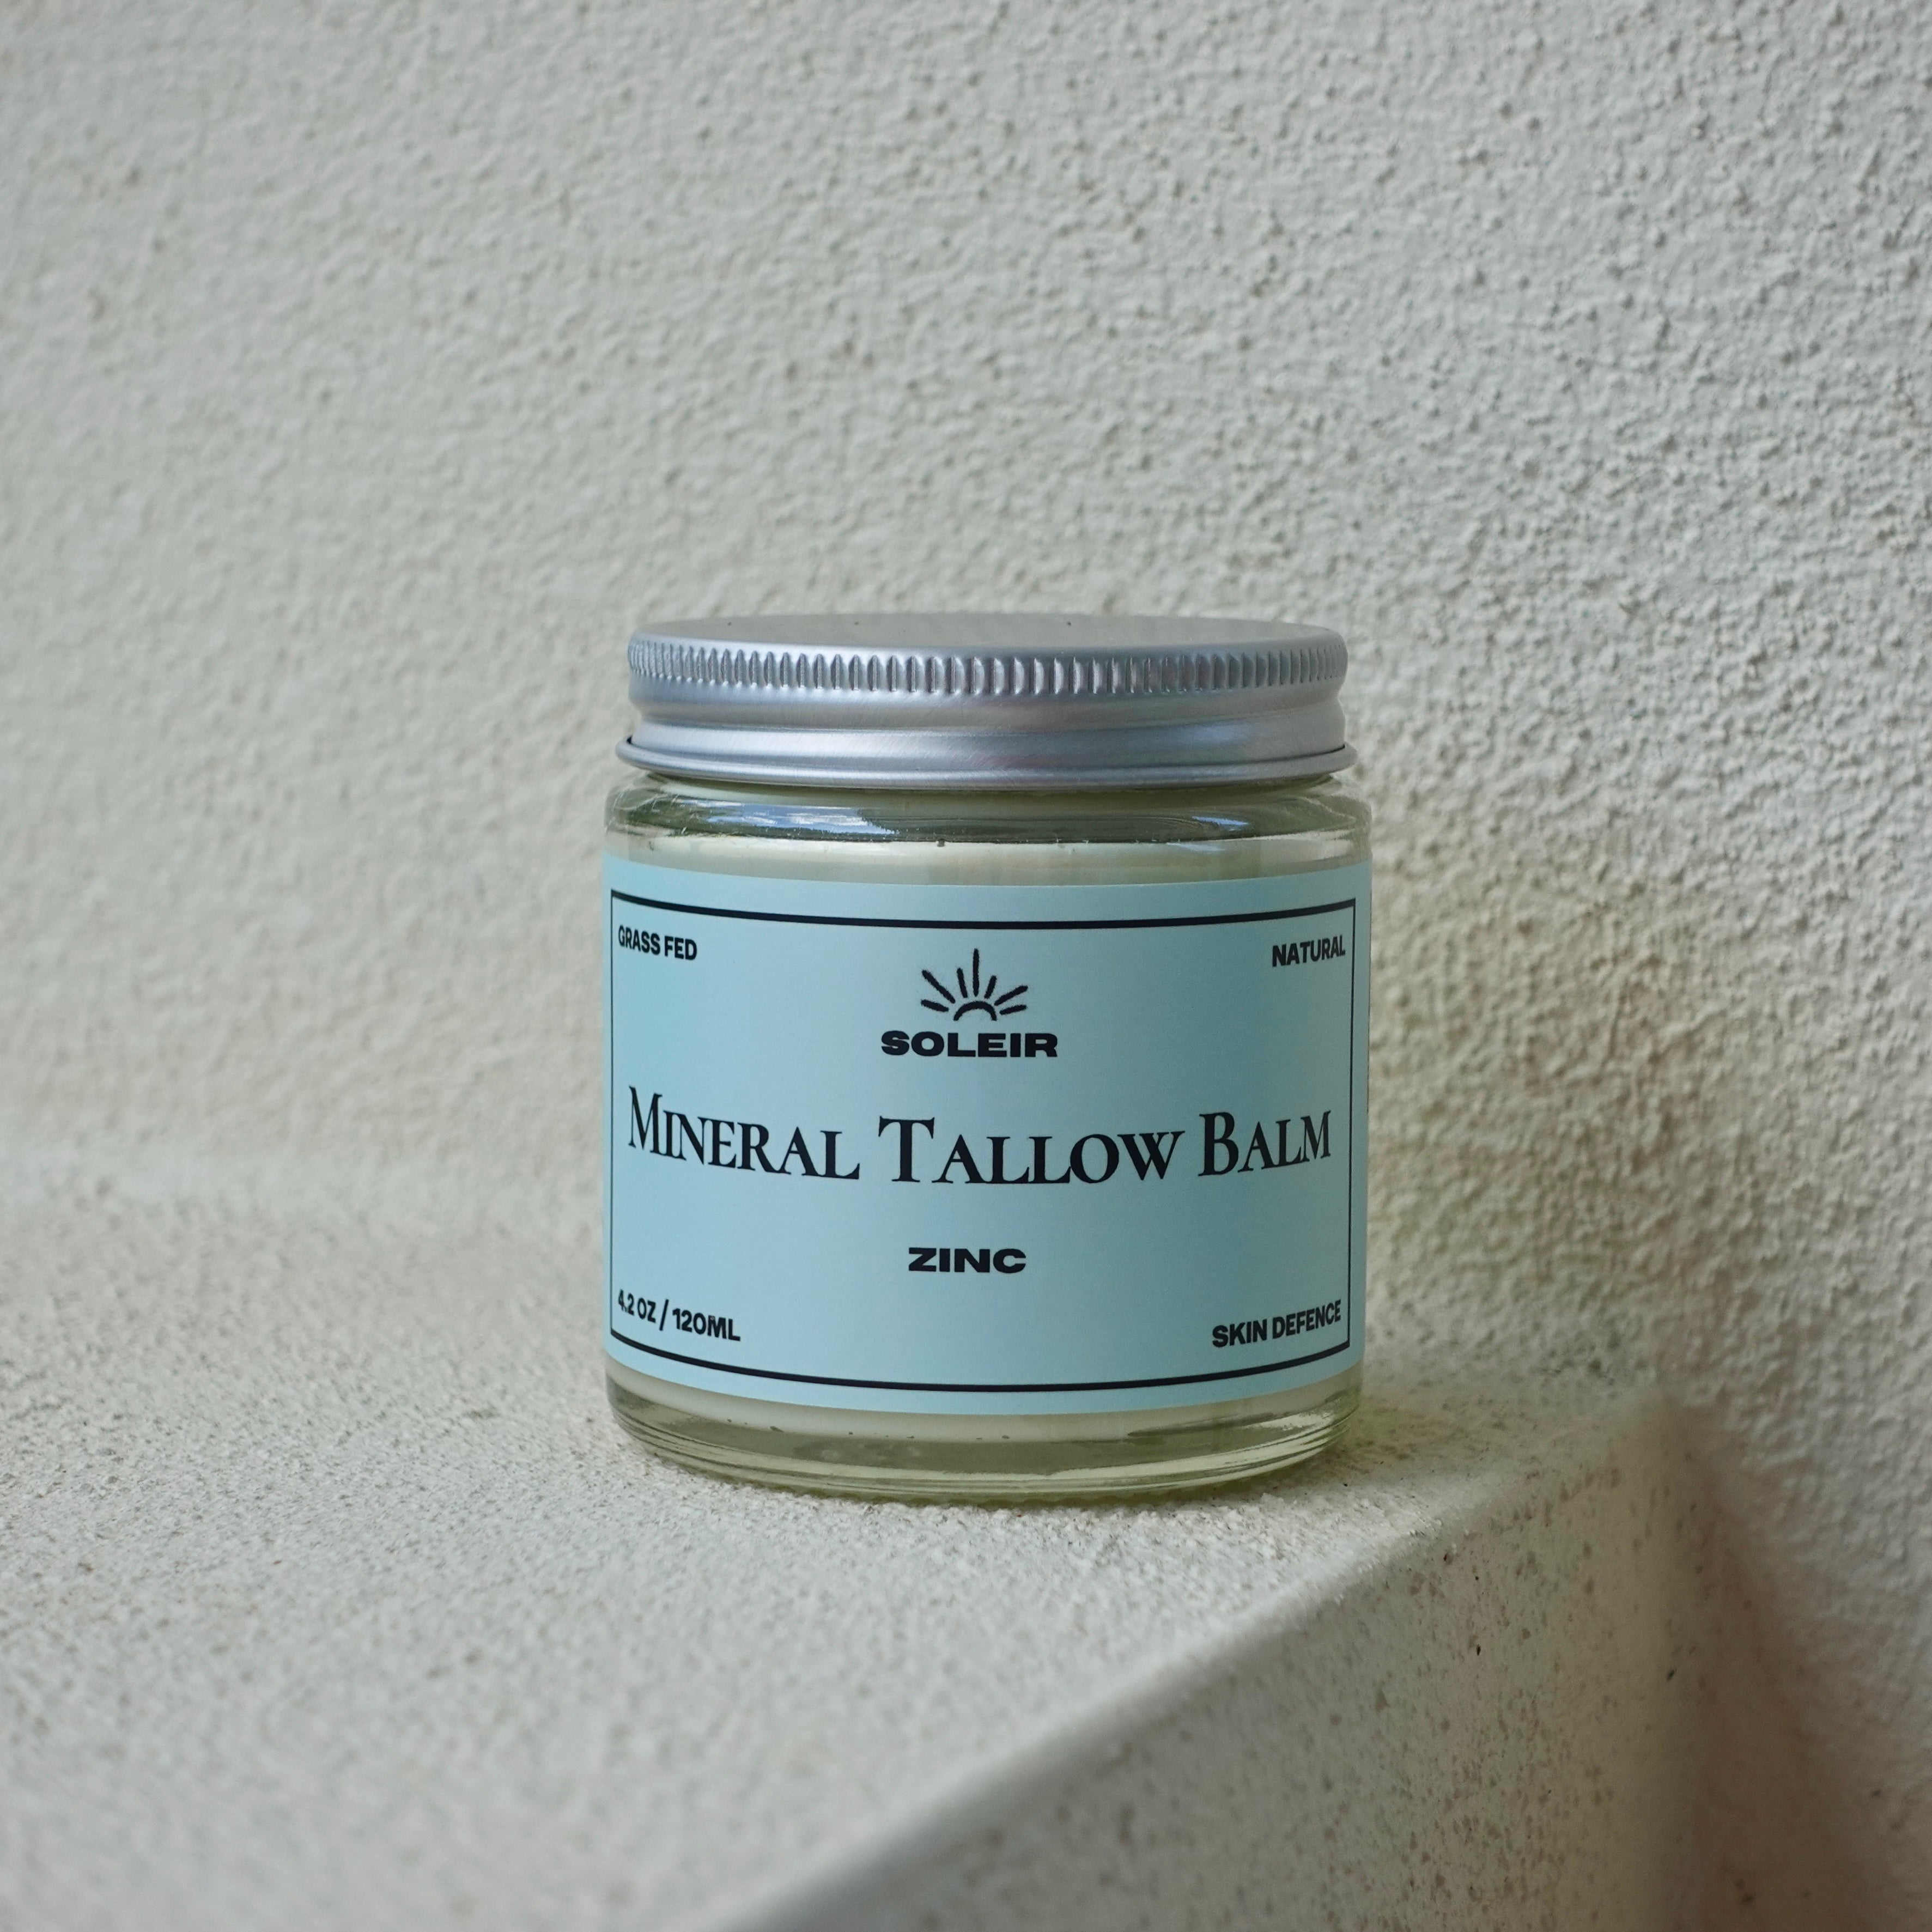 GRASS FED
NATURAL
SOLEIR
MINERAL TALLOW BALM
ZINC
4.2 OZ / 120ML
SKIN DEFENCE